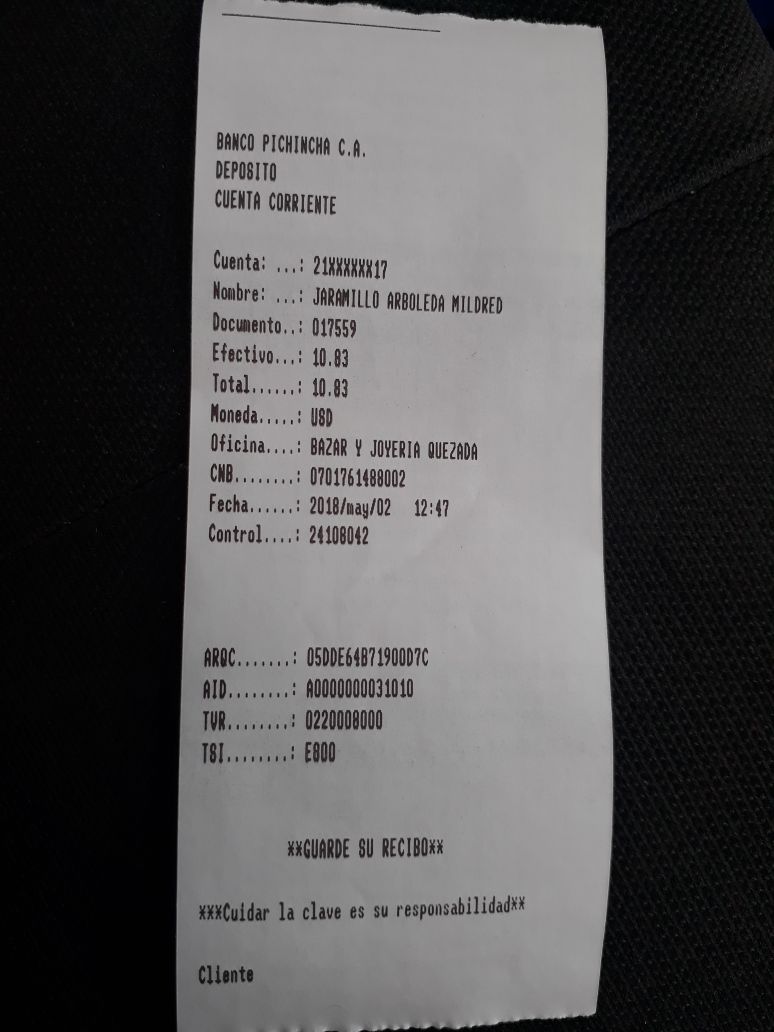 BANCO PICHINCHA C.A.
DEPOSITO
CUENTA CORRIENTE
Cuenta: ...: 21XXXXXX17
Nombre: ...: JARAMILLO ARBOLEDA MILDRED
Documento..: 017559
Efectivo...: 10.83
Total......: 10.83
Moneda.....: USD
Oficina....: BAZAR Y JOYERIA QUEZADA
CNB........: 0701761488002
Fecha......: 2018/may/02 12:47
Control....: 24108042
ARQC.......: 05DDE64B71900D7C
AID........: A0000000031010
TVR........: 0220008000
TSI........: E800
**GUARDE SU RECIBO**
***Cuidar la clave es su responsabilidad**
Cliente